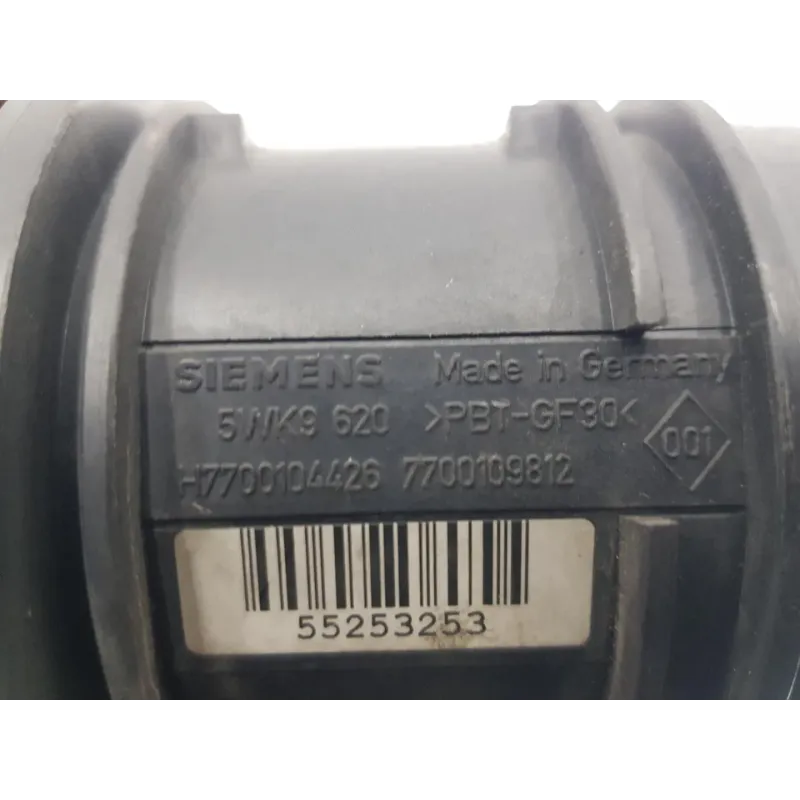 SIEMENS Made in Germany
5WK9 620 >PBT-GF30<
001
H7700104426 7700109812
55253253